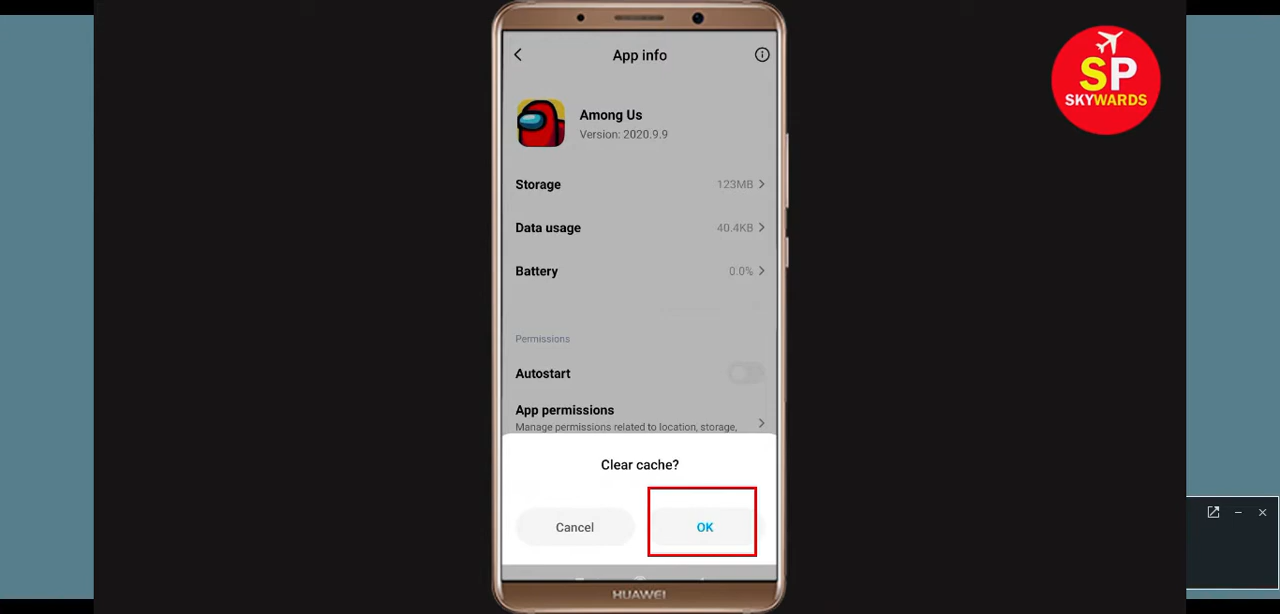 App info
SP
SKYWARDS
Among Us
Version: 2020.9.9
Storage 123MB
Data usage 40.4KB
Battery 0.0%
Permissions
Autostart
App permissions
Manage permissions related to location, storage,
Clear cache?
Cancel OK
HUAWEI